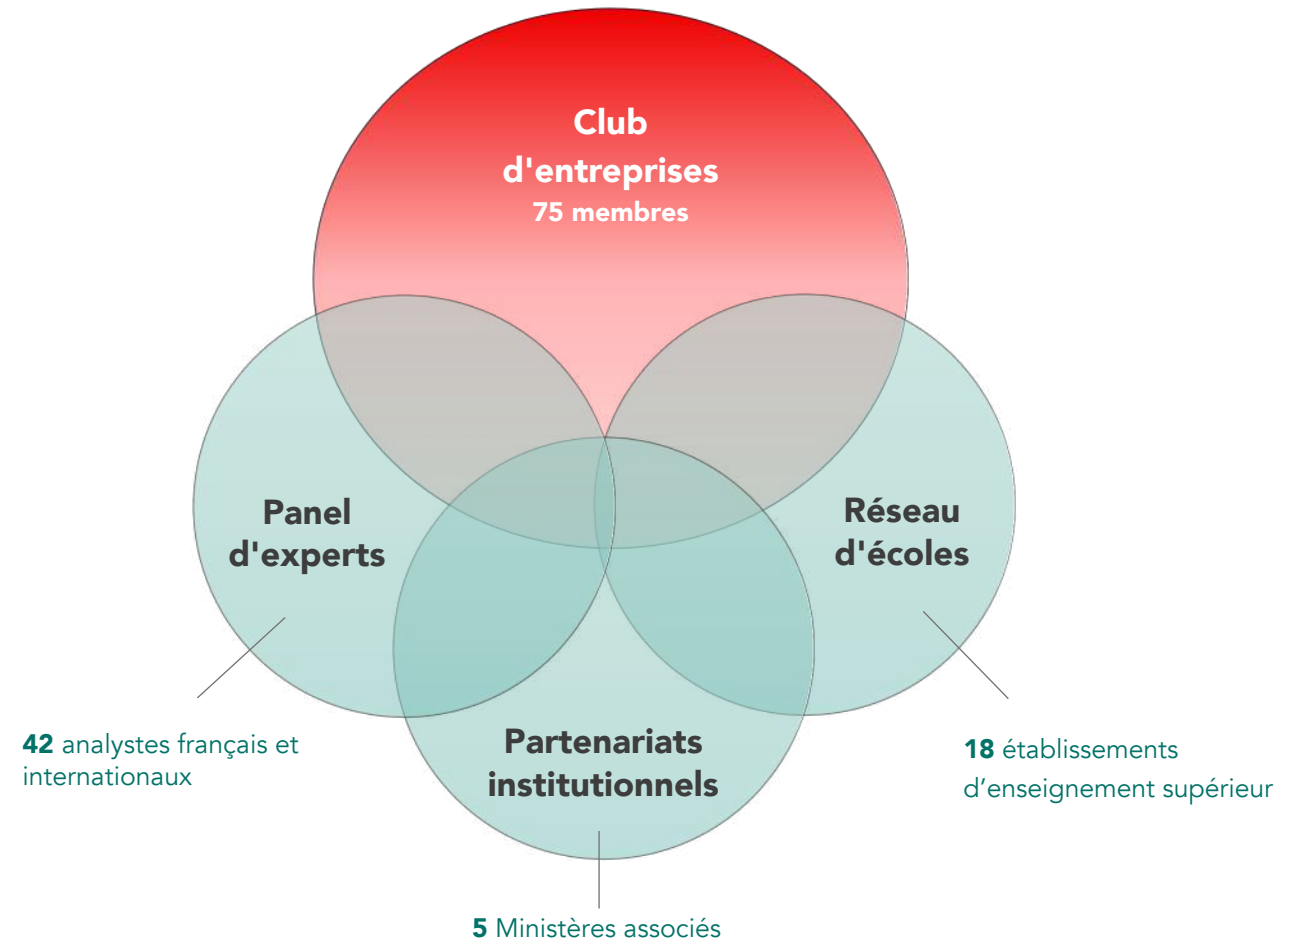 Club
d'entreprises
75 membres
Panel
d'experts
Réseau
d'écoles
Partenariats
institutionnels
42 analystes français et
internationaux
18 établissements
d’enseignement supérieur
5 Ministères associés